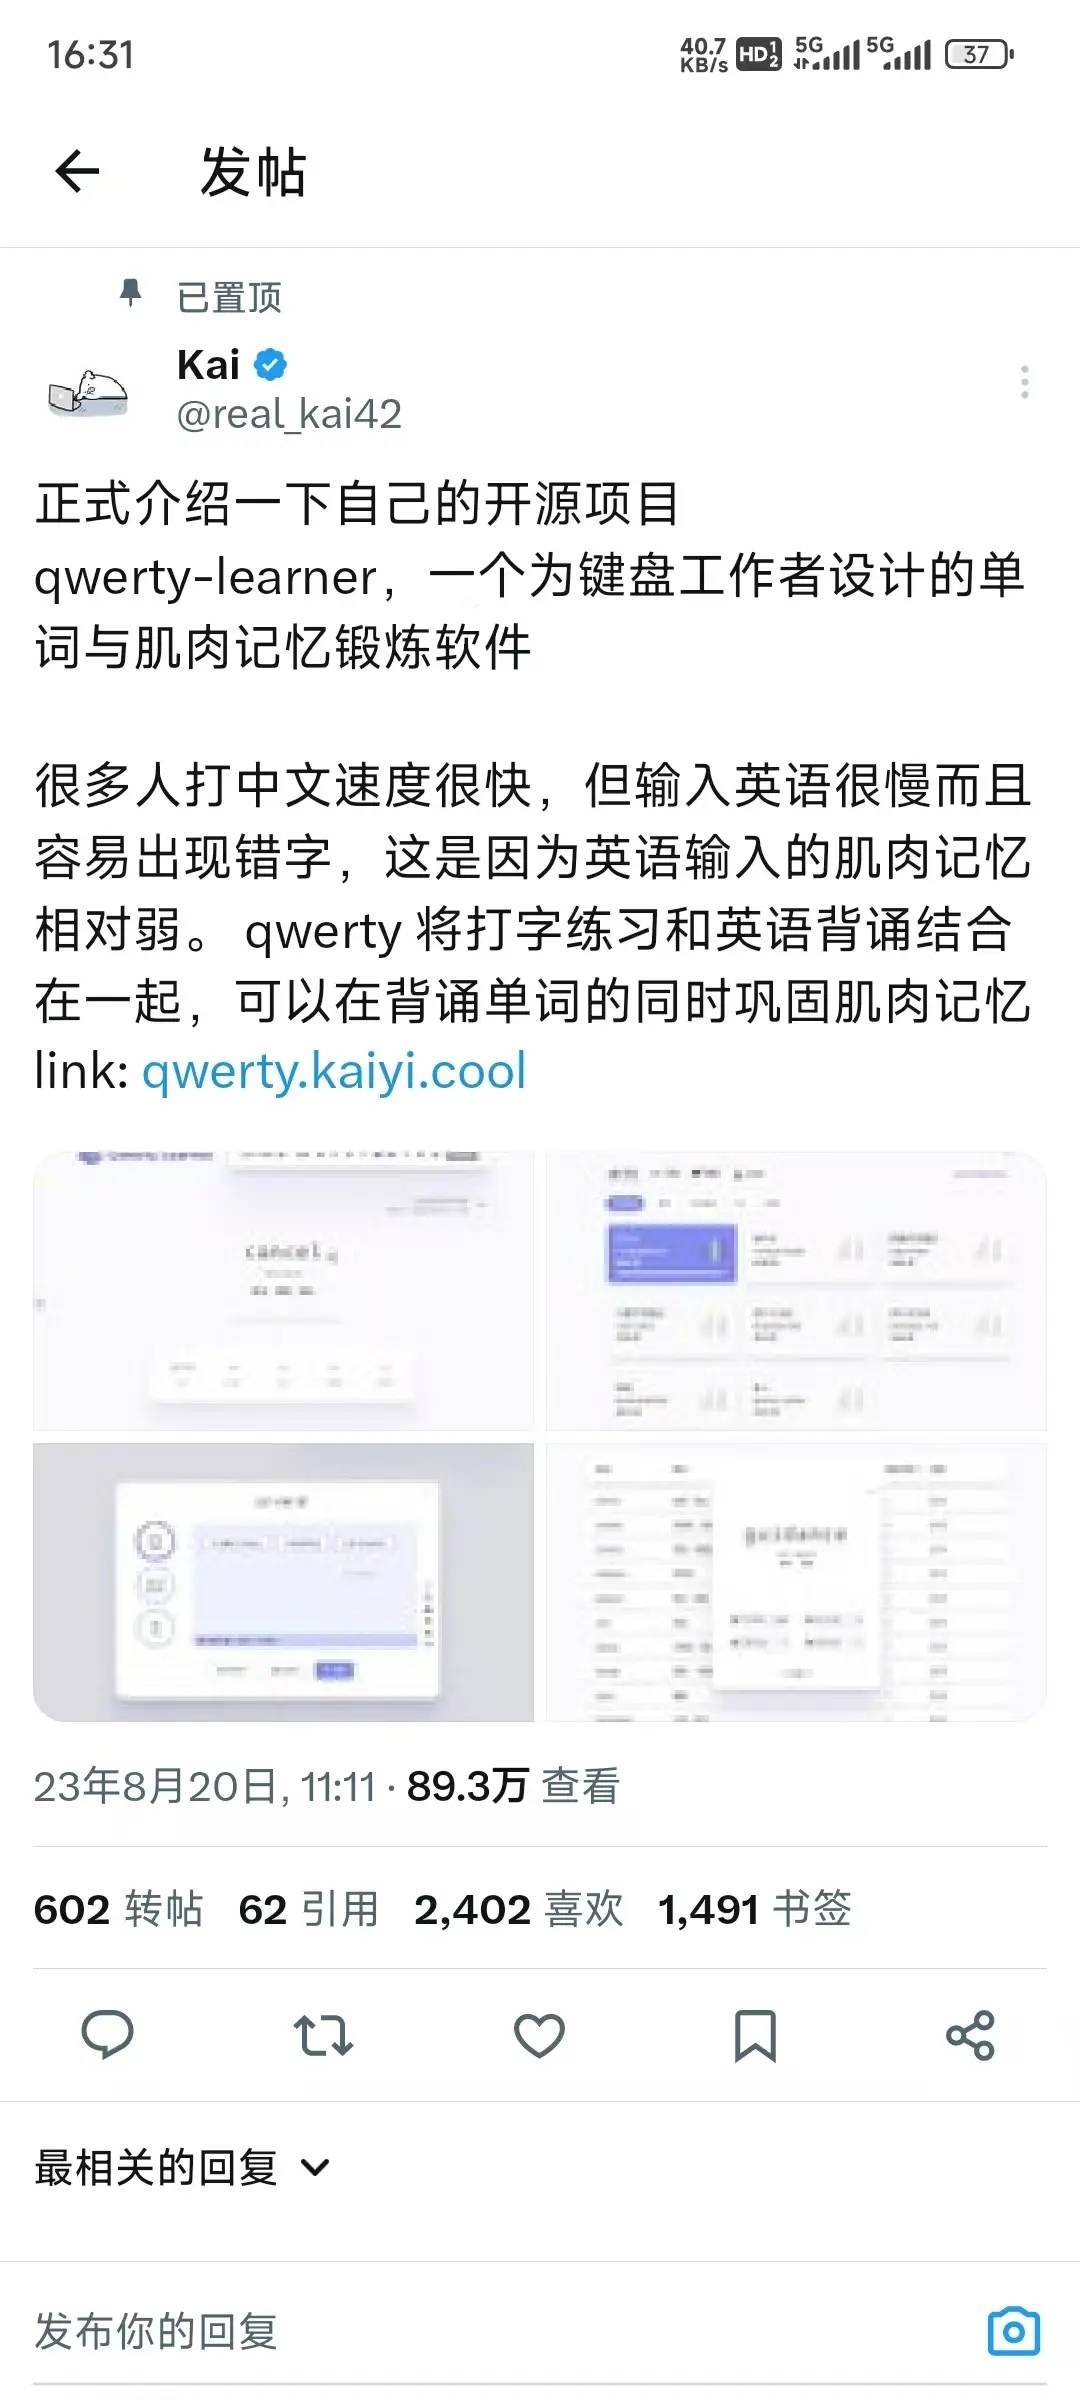 16:31
40.7 KB/s HD 1 2 5G 5G 37
发帖
已置顶
Kai
@real_kai42
正式介绍一下自己的开源项目
qwerty-learner，一个为键盘工作者设计的单
词与肌肉记忆锻炼软件
很多人打中文速度很快，但输入英语很慢而且
容易出现错字，这是因为英语输入的肌肉记忆
相对弱。 qwerty 将打字练习和英语背诵结合
在一起，可以在背诵单词的同时巩固肌肉记忆
link: qwerty.kaiyi.cool
cancel
guidance
23年8月20日, 11:11 · 89.3万 查看
602 转帖 62 引用 2,402 喜欢 1,491 书签
最相关的回复
发布你的回复